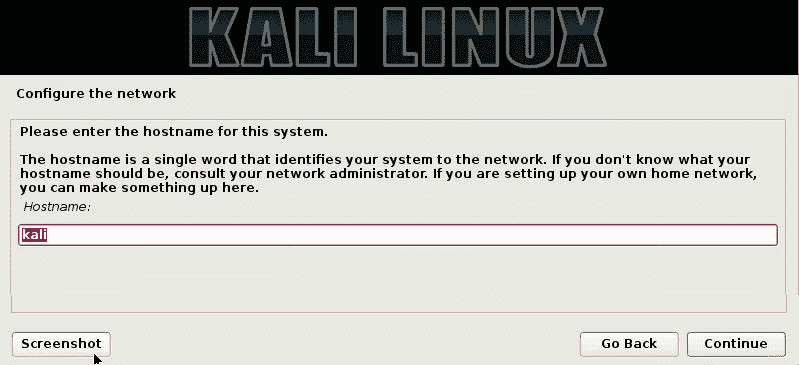 KALI LINUX
Configure the network
Please enter the hostname for this system.
The hostname is a single word that identifies your system to the network. If you don't know what your
hostname should be, consult your network administrator. If you are setting up your own home network,
you can make something up here.
Hostname:
kali
Screenshot
Go Back
Continue